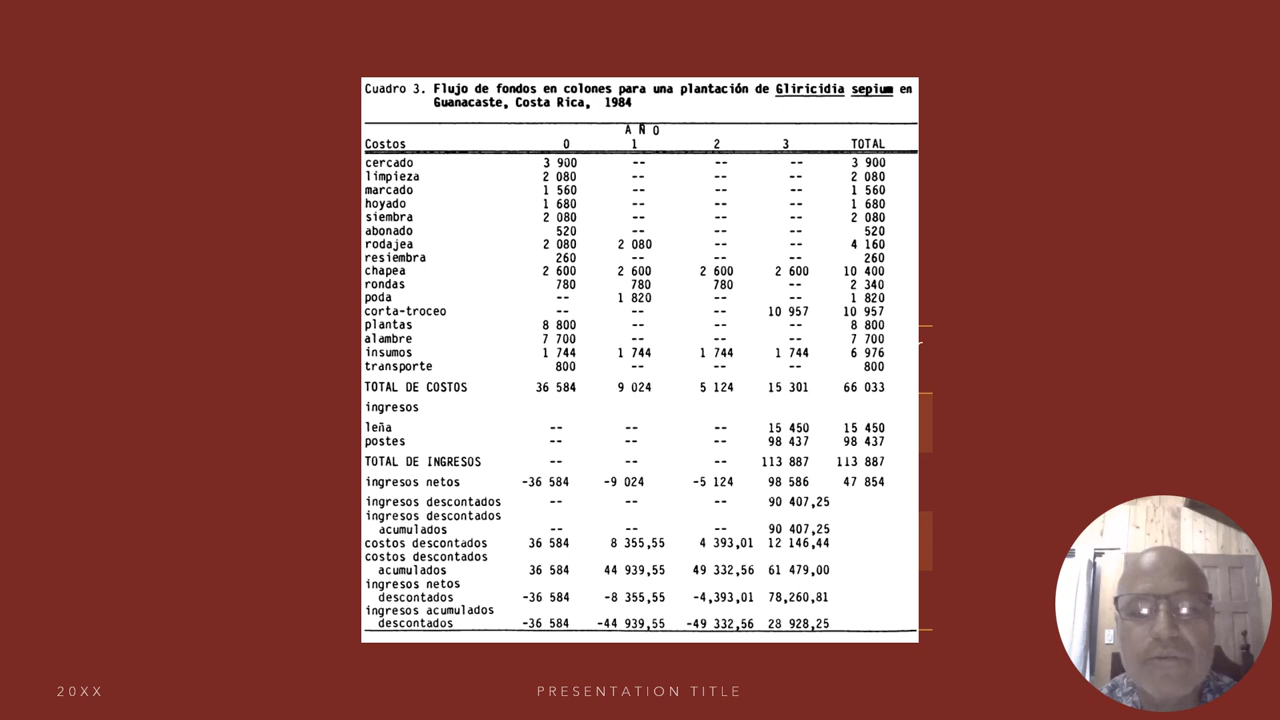 Cuadro 3. Flujo de fondos en colones para una plantación de Gliricidia sepium en
Guanacaste, Costa Rica, 1984
A Ñ O
Costos 0 1 2 3 TOTAL
cercado 3 900 -- -- -- 3 900
limpieza 2 080 -- -- -- 2 080
marcado 1 560 -- -- -- 1 560
hoyado 1 680 -- -- -- 1 680
siembra 2 080 -- -- -- 2 080
abonado 520 -- -- -- 520
rodajea 2 080 2 080 -- -- 4 160
resiembra 260 -- -- -- 260
chapea 2 600 2 600 2 600 2 600 10 400
rondas 780 780 780 -- 2 340
poda -- 1 820 -- -- 1 820
corta-troceo -- -- -- 10 957 10 957
plantas 8 800 -- -- -- 8 800
alambre 7 700 -- -- -- 7 700
insumos 1 744 1 744 1 744 1 744 6 976
transporte 800 -- -- -- 800
TOTAL DE COSTOS 36 584 9 024 5 124 15 301 66 033
ingresos
leña -- -- -- 15 450 15 450
postes -- -- -- 98 437 98 437
TOTAL DE INGRESOS -- -- -- 113 887 113 887
ingresos netos -36 584 -9 024 -5 124 98 586 47 854
ingresos descontados -- -- -- 90 407,25
ingresos descontados
acumulados -- -- -- 90 407,25
costos descontados 36 584 8 355,55 4 393,01 12 146,44
costos descontados
acumulados 36 584 44 939,55 49 332,56 61 479,00
ingresos netos
descontados -36 584 -8 355,55 -4,393,01 78,260,81
ingresos acumulados
descontados -36 584 -44 939,55 -49 332,56 28 928,25
20XX PRESENTATION TITLE